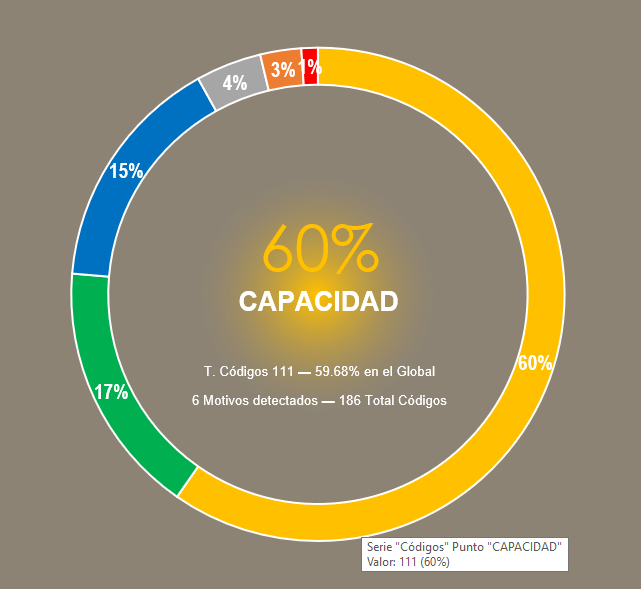 3%
1%
4%
15%
60%
CAPACIDAD
T. Códigos 111 — 59.68% en el Global
60%
17%
6 Motivos detectados — 186 Total Códigos
Serie "Códigos" Punto "CAPACIDAD"
Valor: 111 (60%)